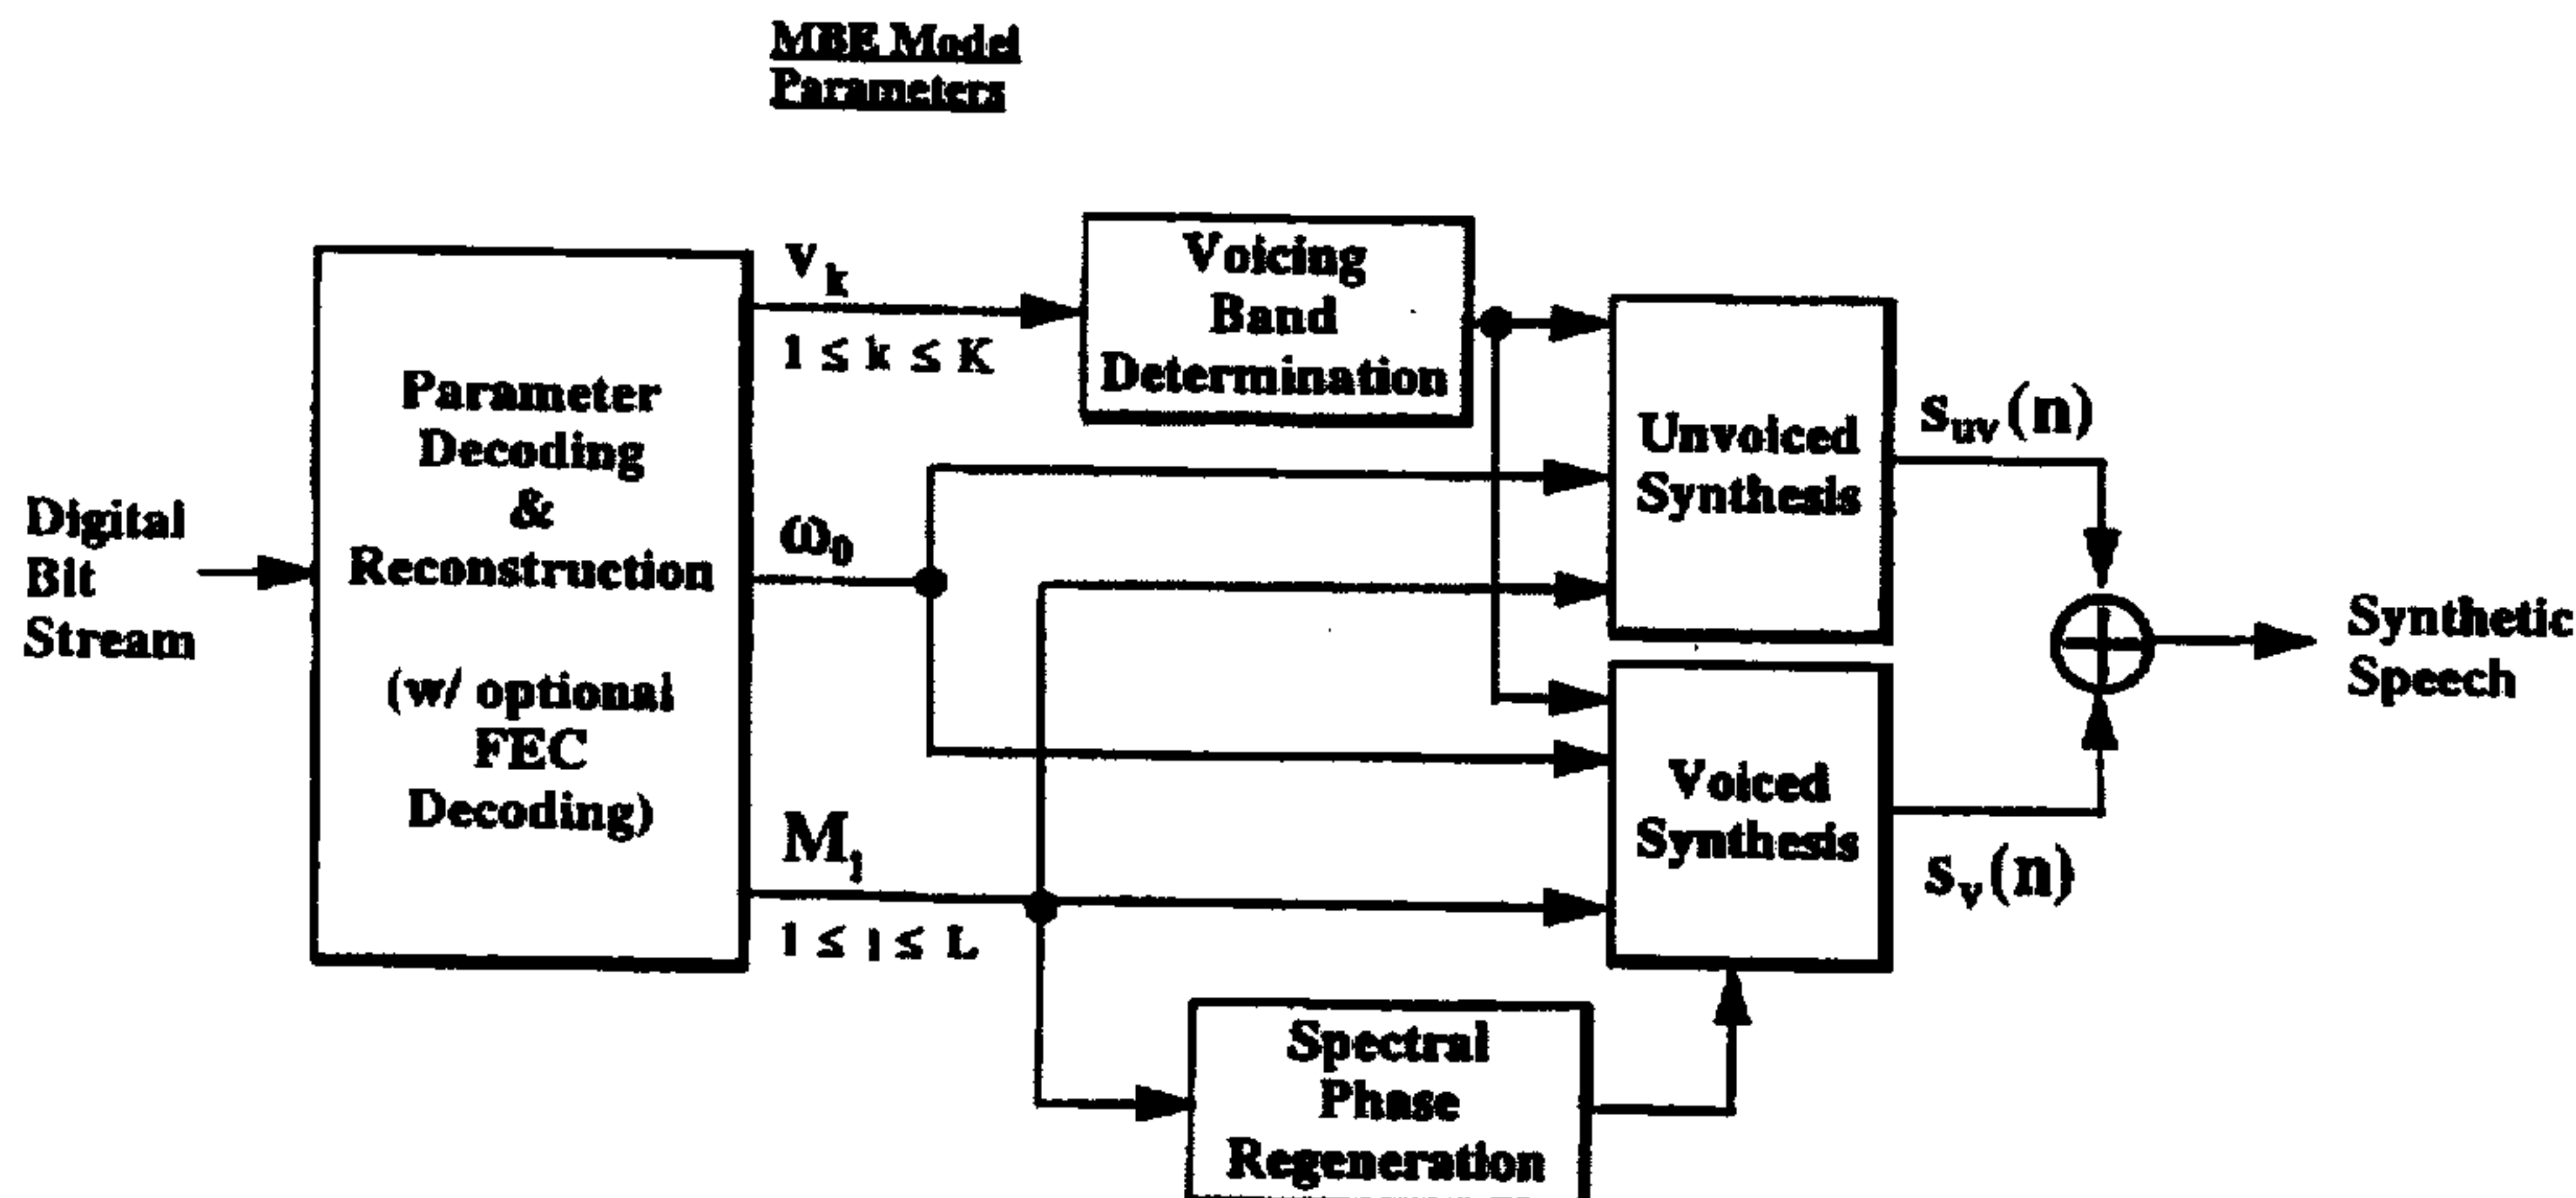 MBE Model
Parameters
Digital
Bit
Stream
Parameter
Decoding
&
Reconstruction
(w/ optional
FEC
Decoding)
v_k
1 ≤ k ≤ K
ω_0
M_l
1 ≤ l ≤ L
Voicing
Band
Determination
Unvoiced
Synthesis
Voiced
Synthesis
Spectral
Phase
Regeneration
s_uv(n)
s_v(n)
Synthetic
Speech